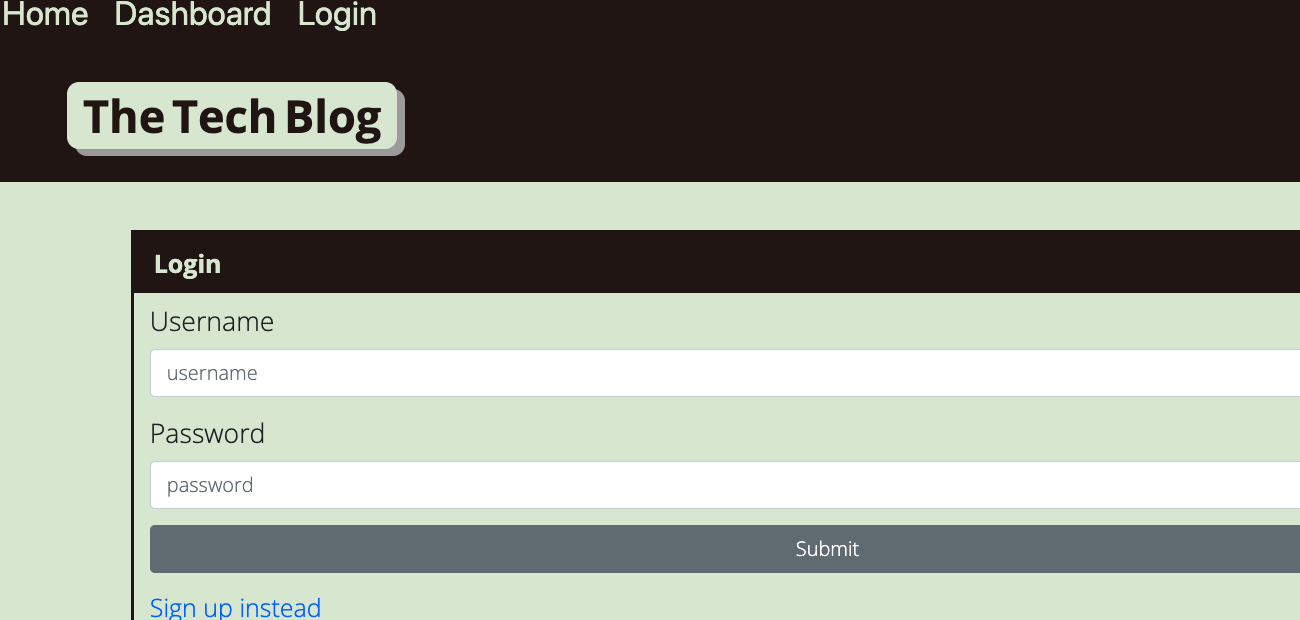 Home Dashboard Login
The Tech Blog
Login
Username
username
Password
password
Submit
Sign up instead